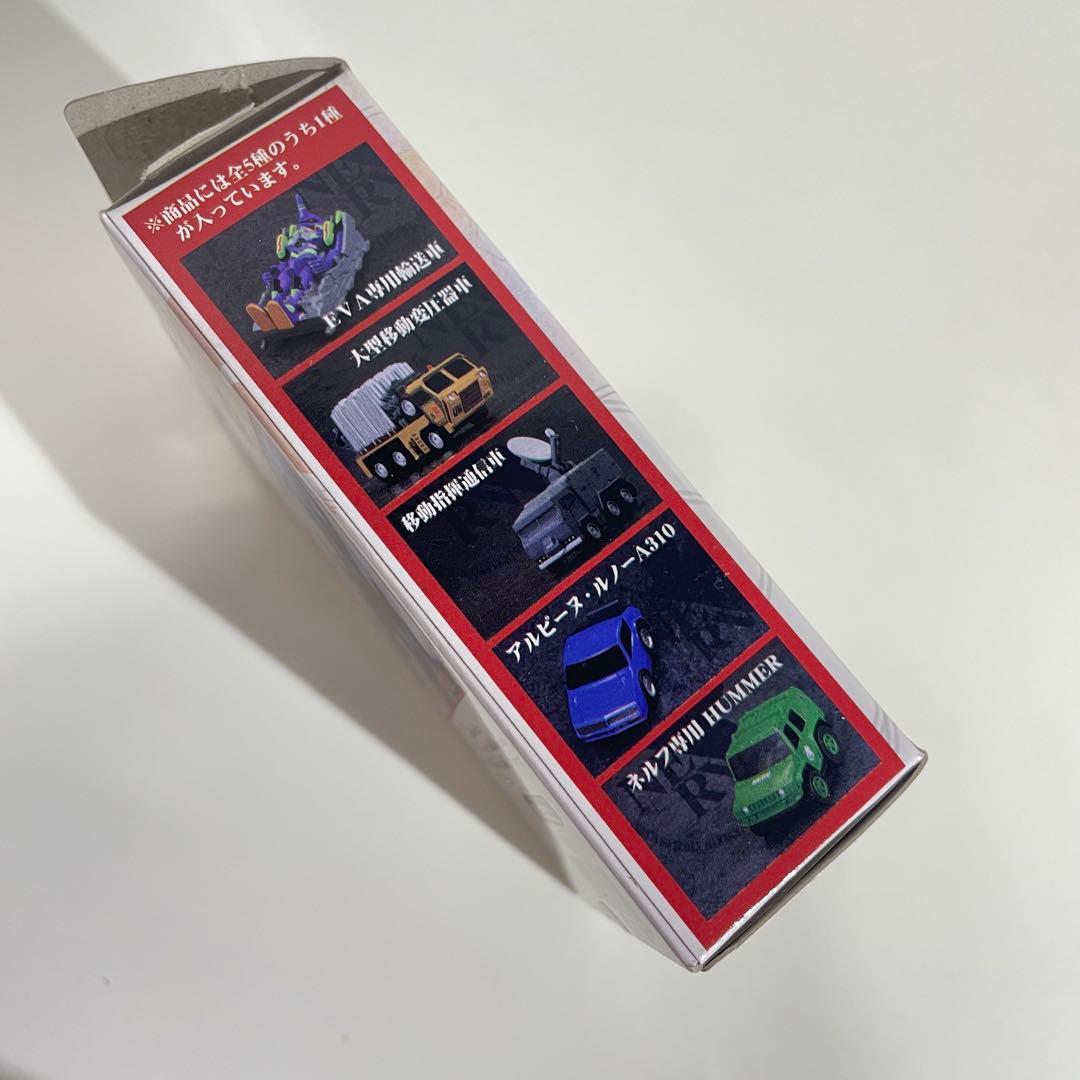 ※商品には全5種のうち1種
が入っています。
EVA専用輸送車
大型移動変圧器車
UN
移動指揮通信車
アルピーヌ・ルノーA310
ネルフ専用 HUMMER